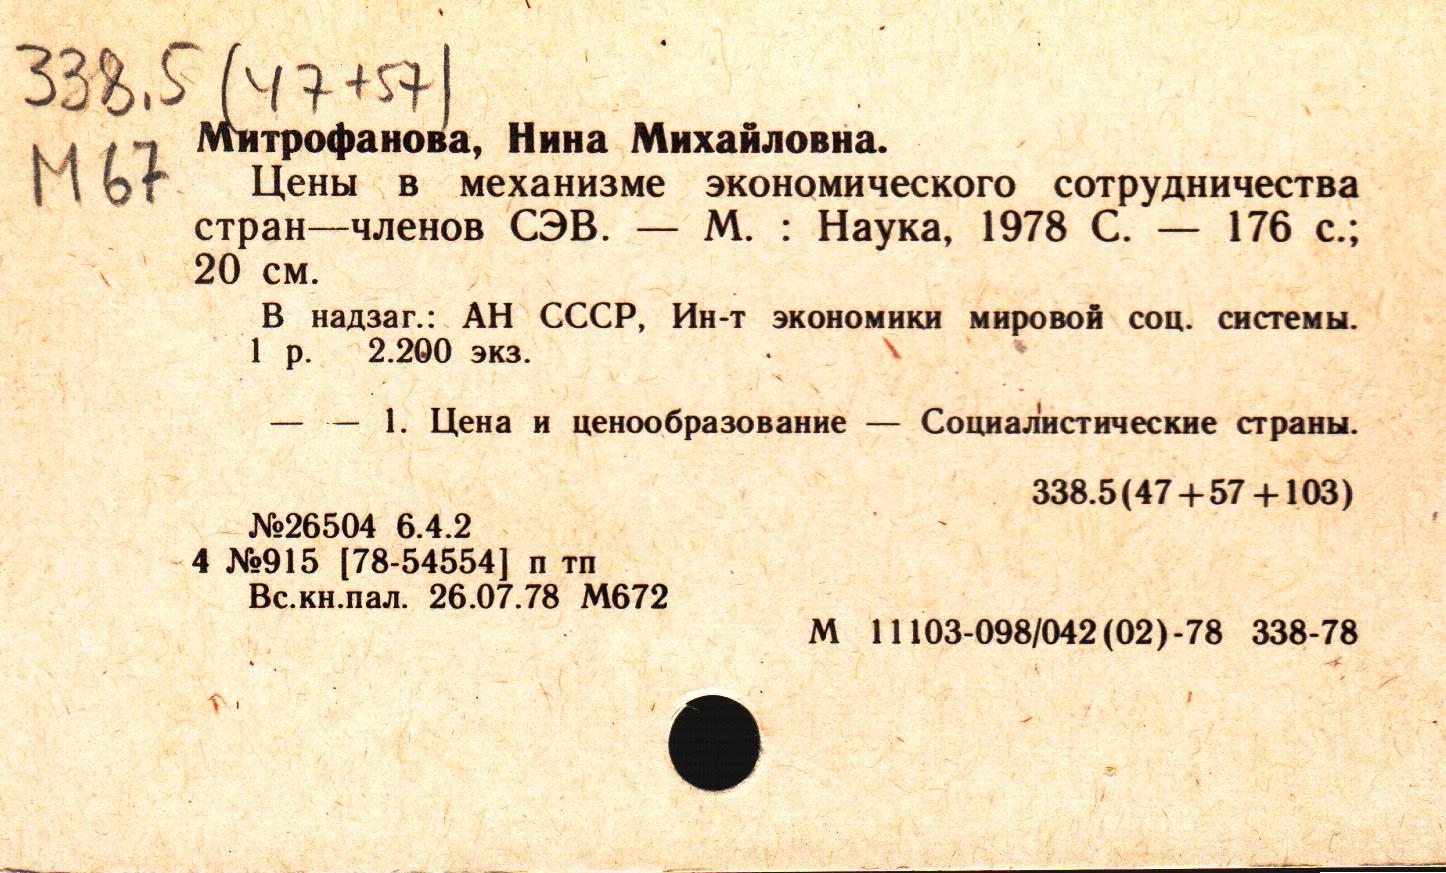 338.5 (47+57)
М 67
Митрофанова, Нина Михайловна.
Цены в механизме экономического сотрудничества
стран—членов СЭВ. — М. : Наука, 1978 С. — 176 с.;
20 см.
В надзаг.: АН СССР, Ин-т экономики мировой соц. системы.
1 р. 2.200 экз.
— — 1. Цена и ценообразование — Социалистические страны.
338.5(47+57+103)
№26504 6.4.2
4 №915 [78-54554] п тп
Вс.кн.пал. 26.07.78 М672
М 11103-098/042(02)-78 338-78